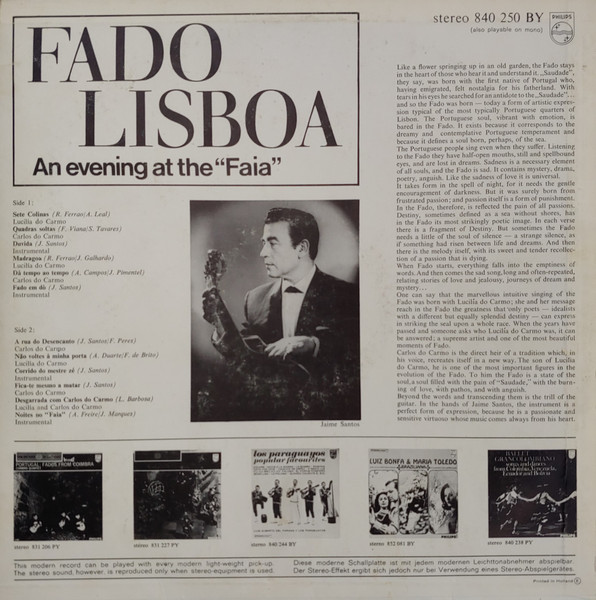 stereo 840 250 BY
(also playable on mono)
PHILIPS
FADO
LISBOA
An evening at the “Faia”
Side 1:
Sete Colinas (R. Ferrao/A. Leal)
Lucilia do Carmo
Quadras soltas (F. Viana/S. Tavares)
Carlos do Carmo
Duvida (J. Santos)
Instrumental
Madragoa (R. Ferrao/J. Galhardo)
Lucilia do Carmo
Dá tempo ao tempo (A. Campos/J. Pimentel)
Carlos do Carmo
Fado em dó (J. Santos)
Instrumental
Side 2:
A rua do Desencanto (J. Santos/F. Peres)
Carlos do Carmo
Não voltes à minha porta (A. Duarte/F. de Brito)
Lucilia do Carmo
Corrido do mestre zé (J. Santos)
Instrumental
Fica-te mesmo a matar (J. Santos)
Carlos do Carmo
Desgarrada com Carlos do Carmo (L. Barbosa)
Lucilia and Carlos do Carmo
Noites no “Faia” (A. Freire/J. Marques)
Instrumental
Jaime Santos
Like a flower springing up in an old garden, the Fado stays
in the heart of those who hear it and understand it. „Saudade”,
they say, was born with the first native of Portugal who,
having emigrated, felt nostalgia for his fatherland. With
tears in his eyes he searched for an antidote to the „Saudade”...
and so the Fado was born — today a form of artistic expres-
sion typical of the most typically Portuguese quarters of
Lisbon. The Portuguese soul, vibrant with emotion, is
bared in the Fado. It exists because it corresponds to the
dreamy and contemplative Portuguese temperament and
because it defines a soul born, perhaps, of the sea.
The Portuguese people sing even when they suffer. Listening
to the Fado they have half-open mouths, still and spellbound
eyes, and are lost in dreams. Sadness is a necessary element
of all souls, and the Fado is sad. It contains mystery, drama,
poetry, anguish. Like the sadness of love it is universal.
It takes form in the spell of night, for it needs the gentle
encouragement of darkness. But it was surely born from
frustrated passion; and passion itself is a form of punishment.
In the Fado, therefore, is reflected the pain of all passions.
Destiny, sometimes defined as a sea without shores, has
in the Fado its most strikingly poetic image. In each verse
there is a fragment of Destiny. But sometimes the Fado
needs a little of the soul of silence — a strange silence, as
if something had risen between life and dreams. And then
there is the melody itself, with its sweet and tender recollec-
tion of a passion that is dying.
When Fado starts, everything falls into the emptiness of
words. And then comes the sad song, long and often-repeated,
relating stories of love and jealousy, journeys of dream and
mystery...
One can say that the marvellous intuitive singing of the
Fado was born with Lucilia do Carmo; she and her message
reach in the Fado the greatness that only poets — idealists
with a different but equally splendid destiny — can express
in striking the seal upon a whole race. When the years have
passed and someone asks who Lucilia do Carmo was, it can
be answered: a supreme artist and one of the most beautiful
moments of Fado.
Carlos do Carmo is the direct heir of a tradition which, in
his voice, recreates itself in a new way. The son of Lucilia
do Carmo, he is one of the most important figures in the
evolution of the Fado. To him the Fado is a state of the
soul, a soul filled with the pain of “Saudade,” with the burn-
ing of love, with pathos, and with anguish.
Beyond the words and transcending them is the trill of the
guitar. In the hands of Jaime Santos, the instrument is a
perfect form of expression, because he is a passionate and
sensitive virtuoso whose music comes always from his heart.
PORTUGAL FADOS FROM COIMBRA
los paraguayos
popular favourites
LUIZ BONFA & MARIA TOLEDO
BRAZILIANA
BALLET
GRANCOLOMBIANO
songs and dances
from Colombia, Venezuela,
Ecuador and Bolivia
stereo 831 206 PY
stereo 831 227 PY
stereo 840 244 BY
stereo 852 081 BY
stereo 840 238 PY
This modern record can be played with every modern light-weight pick-up.
The stereo sound, however, is reproduced only when stereo-equipment is used.
Diese moderne Schallplatte ist mit jedem modernen Leichttonabnehmer abspielbar.
Der Stereo-Effekt ergibt sich jedoch nur bei Verwendung eines Stereo-Abspielgerätes.
Printed in Holland